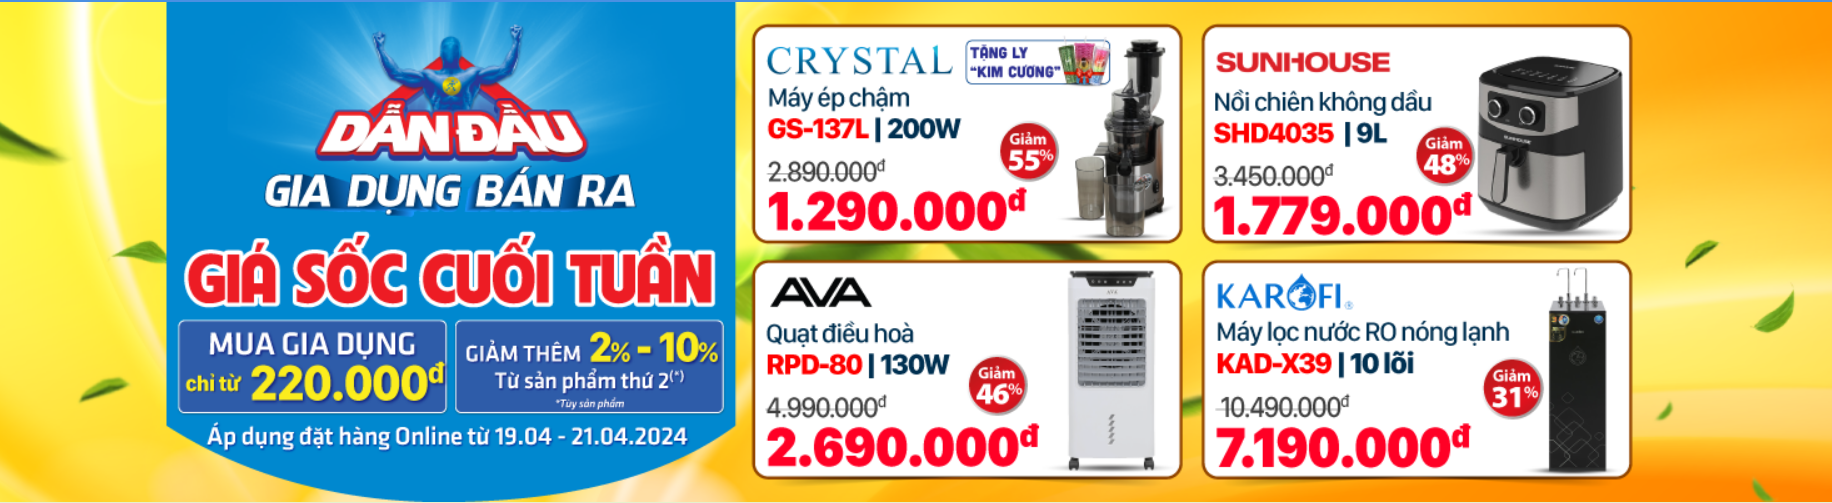 DẪN ĐẦU
GIA DỤNG BÁN RA
GIÁ SỐC CUỐI TUẦN
MUA GIA DỤNG
chỉ từ 220.000đ
GIẢM THÊM 2% - 10%
Từ sản phẩm thứ 2(*)
*Tùy sản phẩm
Áp dụng đặt hàng Online từ 19.04 - 21.04.2024
CRYSTAL
TẶNG LY
"KIM CƯƠNG"
Máy ép chậm
GS-137L | 200W
Giảm
55%
2.890.000đ
1.290.000đ
SUNHOUSE
Nồi chiên không dầu
SHD4035 | 9L
Giảm
48%
3.450.000đ
1.779.000đ
SUNHOUSE
AVA
Quạt điều hoà
RPD-80 | 130W
Giảm
46%
4.990.000đ
2.690.000đ
KAROFI®
Máy lọc nước RO nóng lạnh
KAD-X39 | 10 lõi
Giảm
31%
10.490.000đ
7.190.000đ